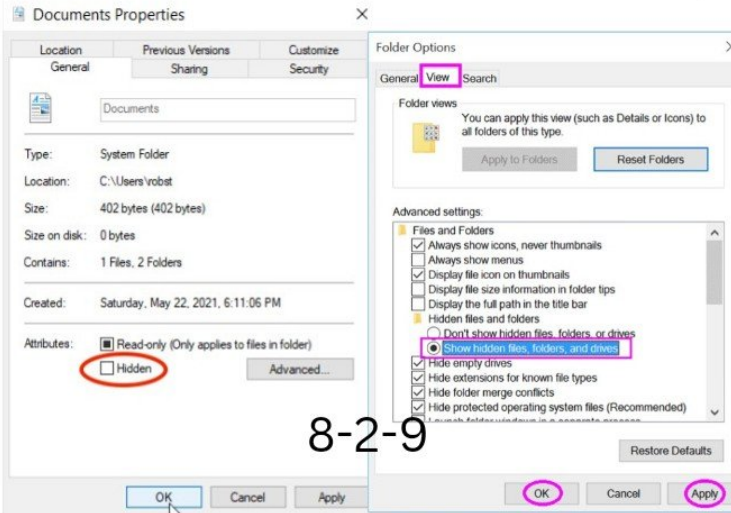 Documents Properties
Location Previous Versions Customize
General Sharing Security
Documents
Type: System Folder
Location: C:\Users\robst
Size: 402 bytes (402 bytes)
Size on disk: 0 bytes
Contains: 1 Files, 2 Folders
Created: Saturday, May 22, 2021, 6:11:06 PM
Attributes: Read-only (Only applies to files in folder)
Hidden Advanced...
OK Cancel Apply
Folder Options
General View Search
Folder views
You can apply this view (such as Details or Icons) to
all folders of this type.
Apply to Folders Reset Folders
Advanced settings:
Files and Folders
Always show icons, never thumbnails
Always show menus
Display file icon on thumbnails
Display file size information in folder tips
Display the full path in the title bar
Hidden files and folders
Don't show hidden files, folders, or drives
Show hidden files, folders, and drives
Hide empty drives
Hide extensions for known file types
Hide folder merge conflicts
Hide protected operating system files (Recommended)
Launch folder windows in a separate process
Restore Defaults
OK Cancel Apply
8-2-9